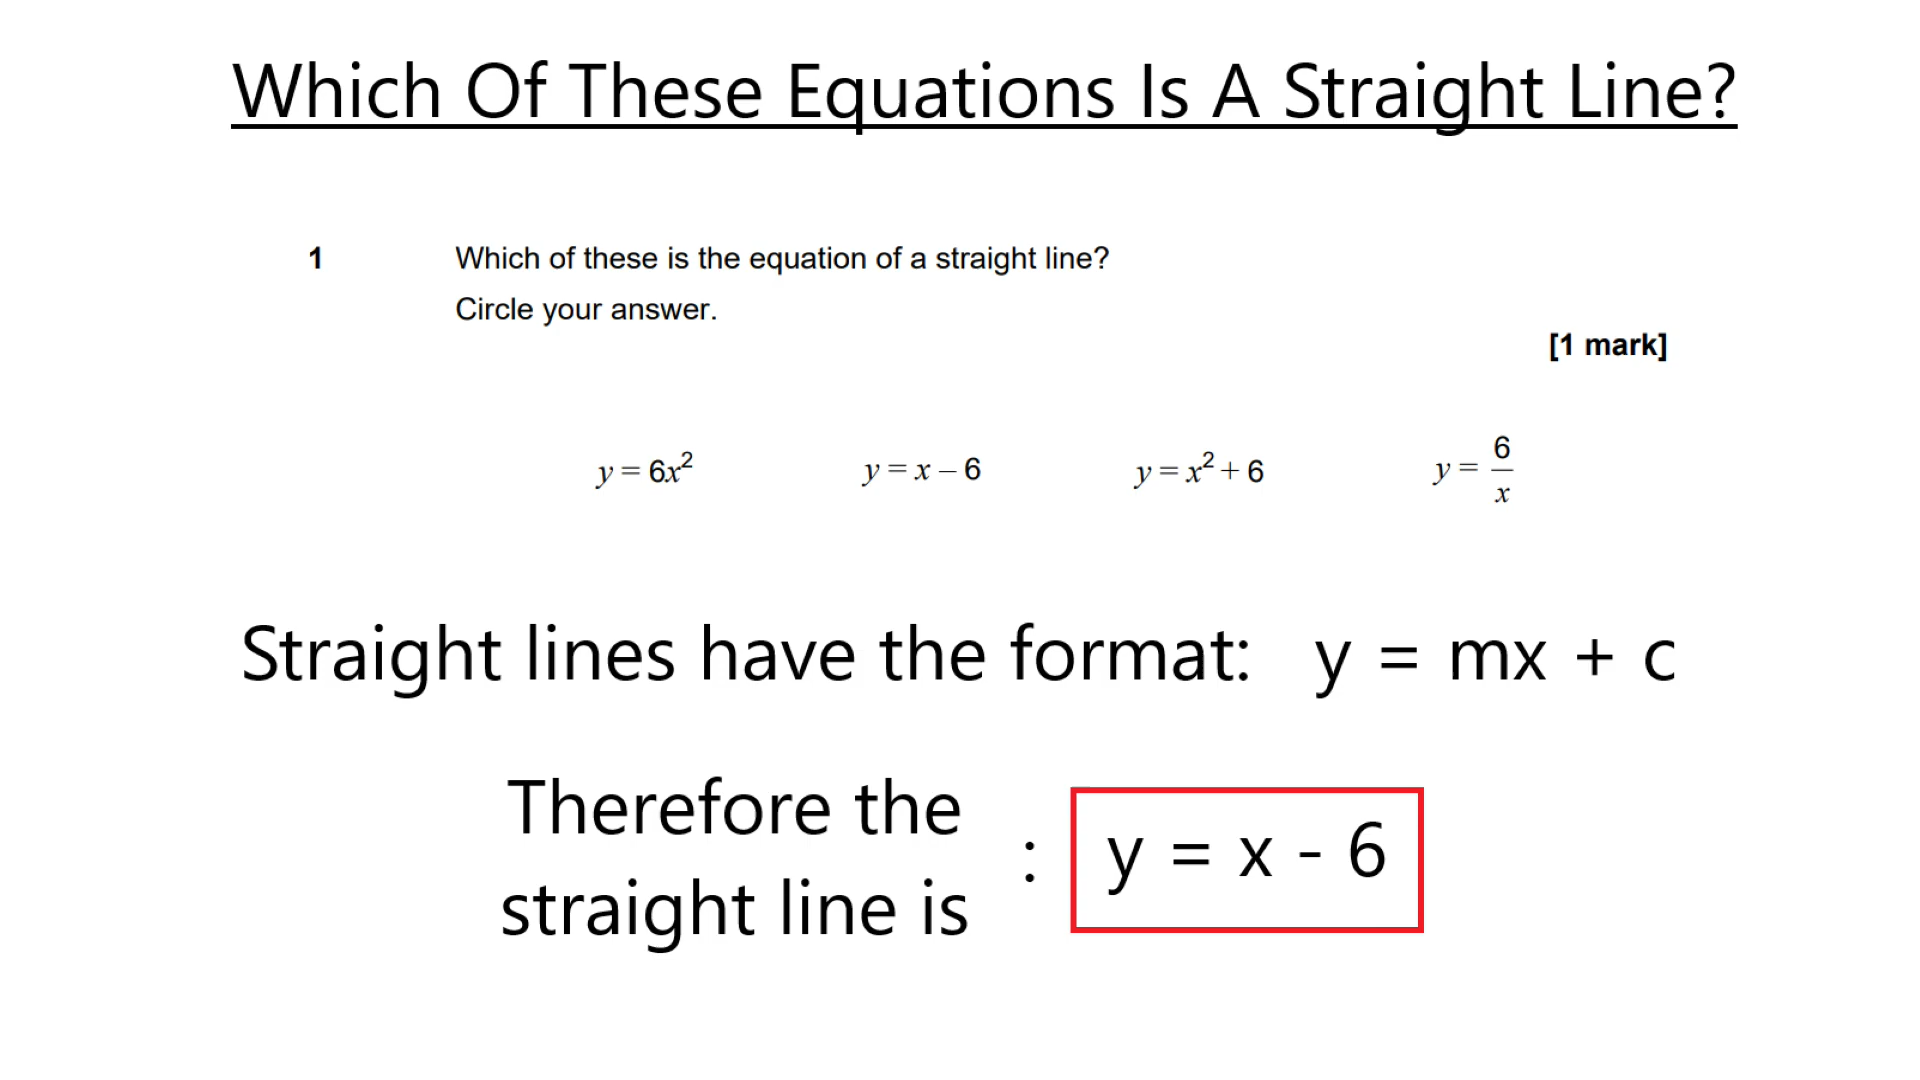 Which Of These Equations Is A Straight Line?
1 Which of these is the equation of a straight line?
Circle your answer.
[1 mark]
y = 6x² y = x – 6 y = x² + 6 y = 6/x
Straight lines have the format: y = mx + c
Therefore the
straight line is : y = x - 6